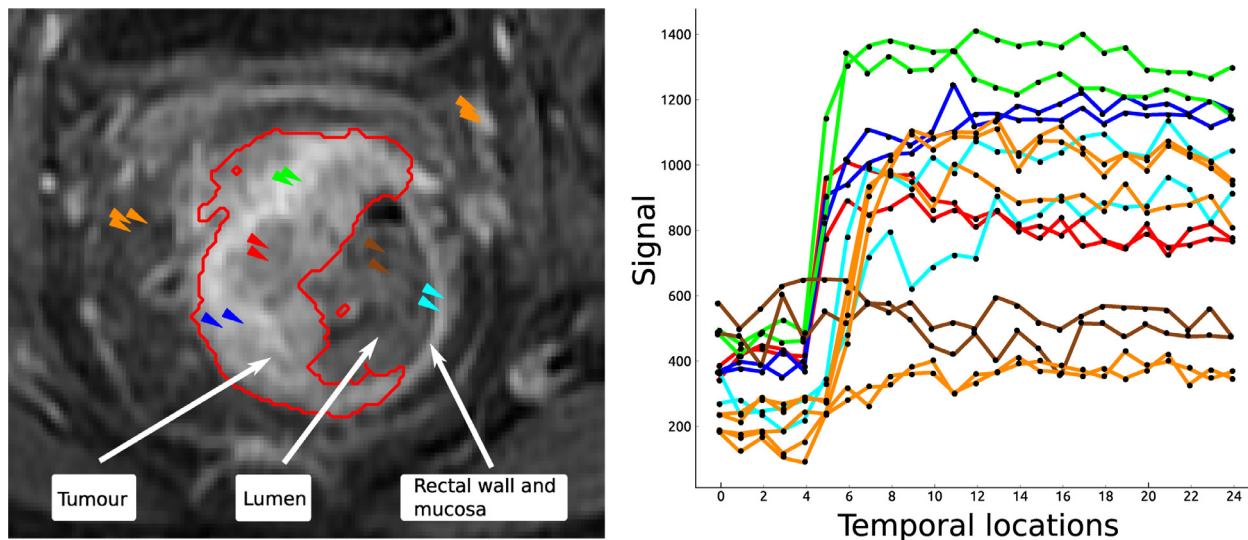 Tumour
Lumen
Rectal wall and
mucosa
1400
1200
1000
800
600
400
200
0 2 4 6 8 10 12 14 16 18 20 22 24
Signal
Temporal locations